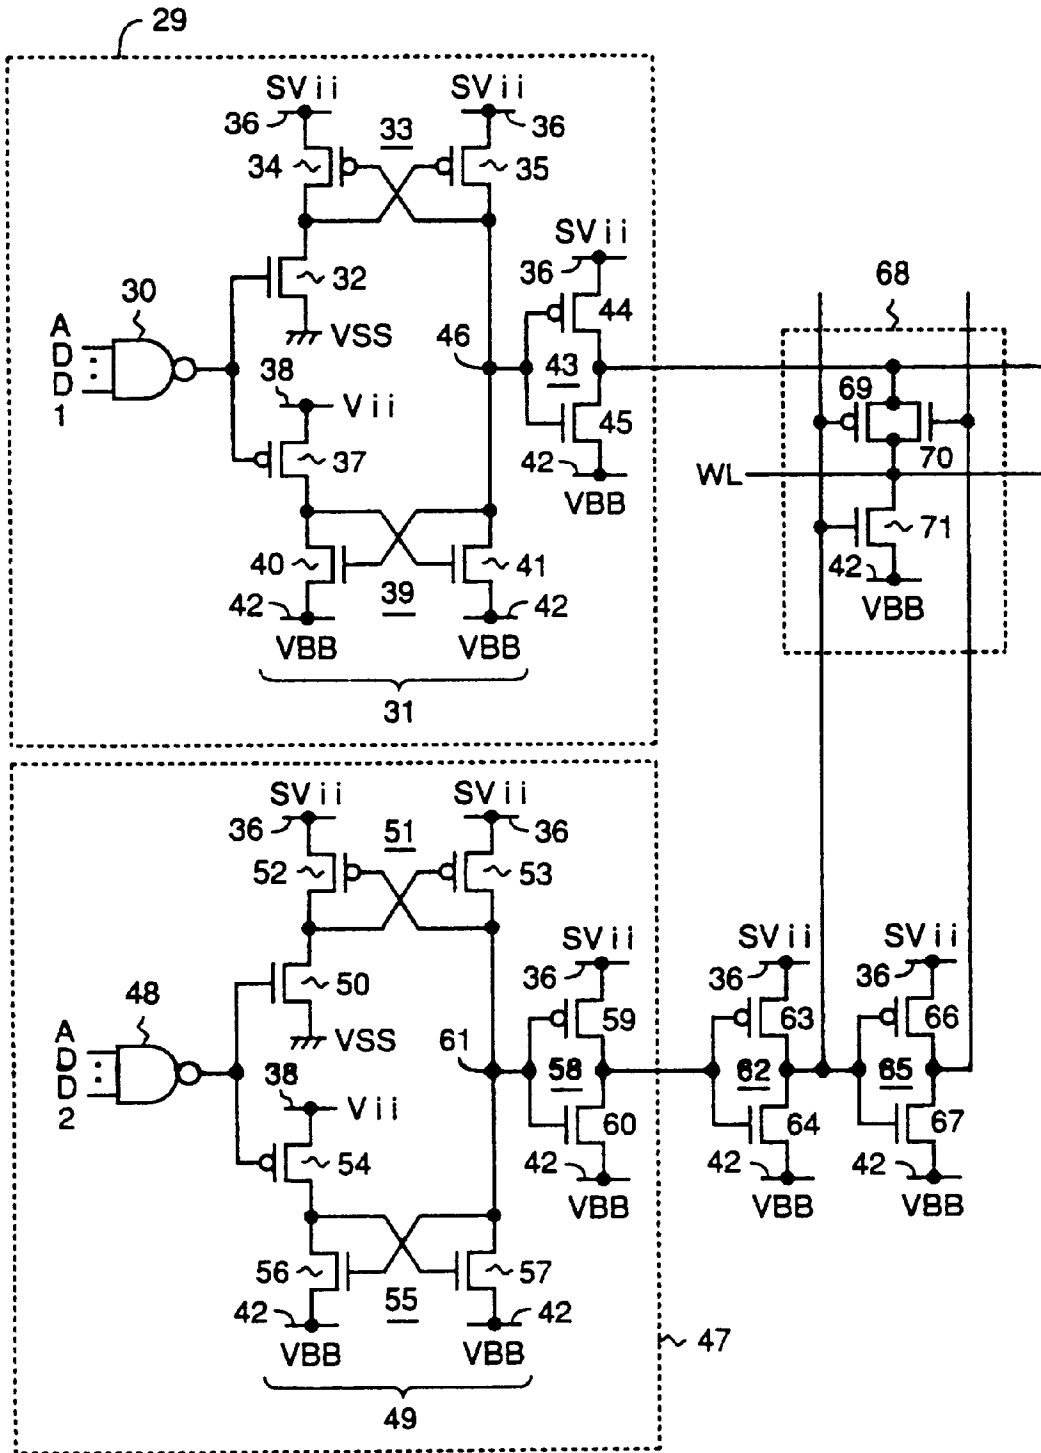 29
SVii SVii
36 33 36
34 35
SVii
32 36 68
30 44
A VSS 46
D 38 43 69
D Vii 45
1 37 42 70
WL
VBB 71
40 41 42
42 39 42 VBB
VBB VBB
31
SVii SVii
36 51 36
52 53
SVii SVii SVii
50 36 36 36
48 59 63 66
A VSS 61
D 38 58 62 65
D Vii 60 64 67
2 54 42 42 42
VBB VBB VBB
56 57
42 55 42
VBB VBB 47
49